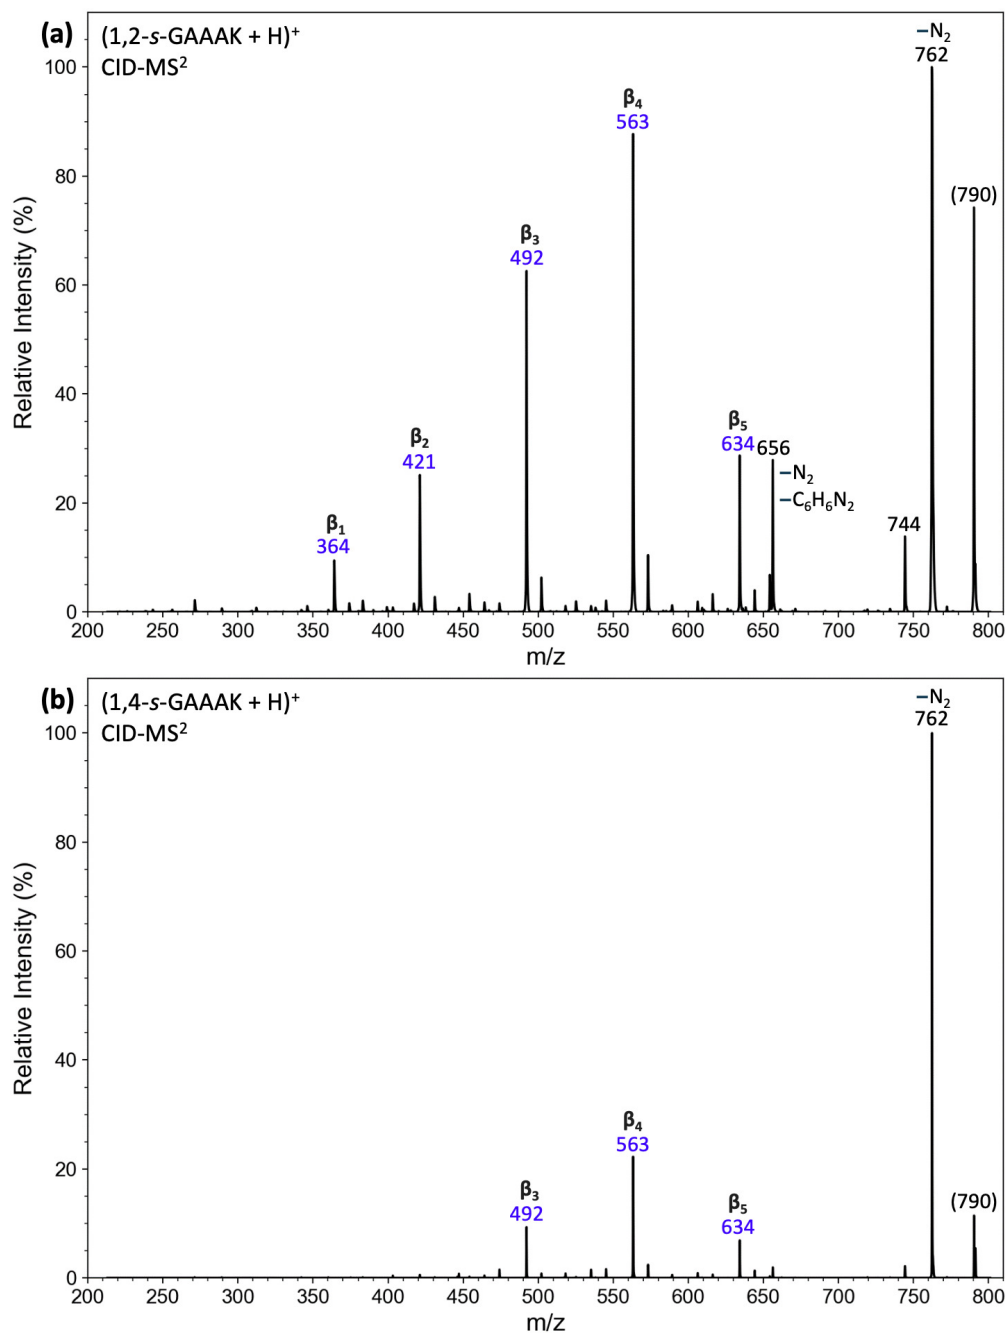 (a) (1,2-s-GAAAK + H)⁺
CID-MS²
−N₂
762
100
β₄
563
80
(790)
β₃
492
60
Relative Intensity (%)
40
β₂
421
β₅
634
656
−N₂
−C₆H₆N₂
20
744
β₁
364
0
200 250 300 350 400 450 500 550 600 650 700 750 800
m/z
(b) (1,4-s-GAAAK + H)⁺
CID-MS²
−N₂
762
100
80
60
Relative Intensity (%)
40
β₄
563
20
β₃
492
β₅
634
(790)
0
200 250 300 350 400 450 500 550 600 650 700 750 800
m/z